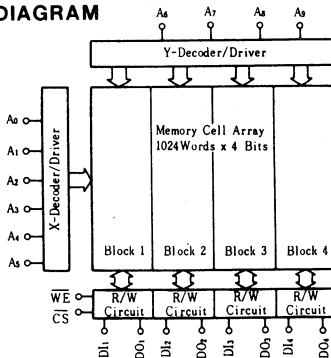 DIAGRAM
A6 A7 A8 A9
Y-Decoder/Driver
A0
A1
A2
A3
A4
A5
X-Decoder/Driver
Memory Cell Array
1024Words x 4 Bits
Block 1 Block 2 Block 3 Block 4
WE
CS
R/W Circuit
R/W Circuit
R/W Circuit
R/W Circuit
DI1 DO1 DI2 DO2 DI3 DO3 DI4 DO4